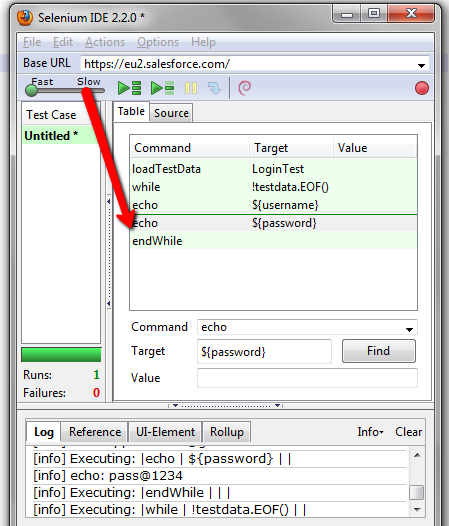 Selenium IDE 2.2.0 *
File Edit Actions Options Help
Base URL https://eu2.salesforce.com/
Fast Slow
Test Case
Untitled *
Table Source
Command Target Value
loadTestData LoginTest
while !testdata.EOF()
echo ${username}
echo ${password}
endWhile
Command echo
Target ${password} Find
Value
Runs: 1
Failures: 0
Log Reference UI-Element Rollup Info Clear
[info] Executing: |echo | ${password} | |
[info] echo: pass@1234
[info] Executing: |endWhile | | |
[info] Executing: |while | !testdata.EOF() | |